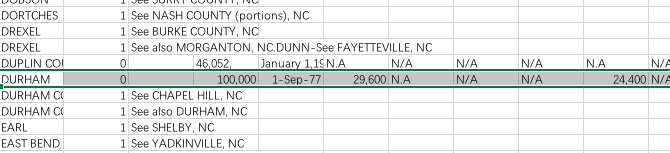 DOBSON 1 See SURRY COUNTY, NC
DORTCHES 1 See NASH COUNTY (portions), NC
DREXEL 1 See BURKE COUNTY, NC
DREXEL 1 See also MORGANTON, NC.DUNN-See FAYETTEVILLE, NC
DUPLIN COU 0 46,052, January 1,19 N.A N/A N/A N/A N.A N/A
DURHAM 0 100,000 1-Sep-77 29,600 N.A N/A N/A 24,400 N/A
DURHAM CO 1 See CHAPEL HILL, NC
DURHAM CO 1 See also DURHAM, NC
EARL 1 See SHELBY, NC
EAST BEND 1 See YADKINVILLE, NC